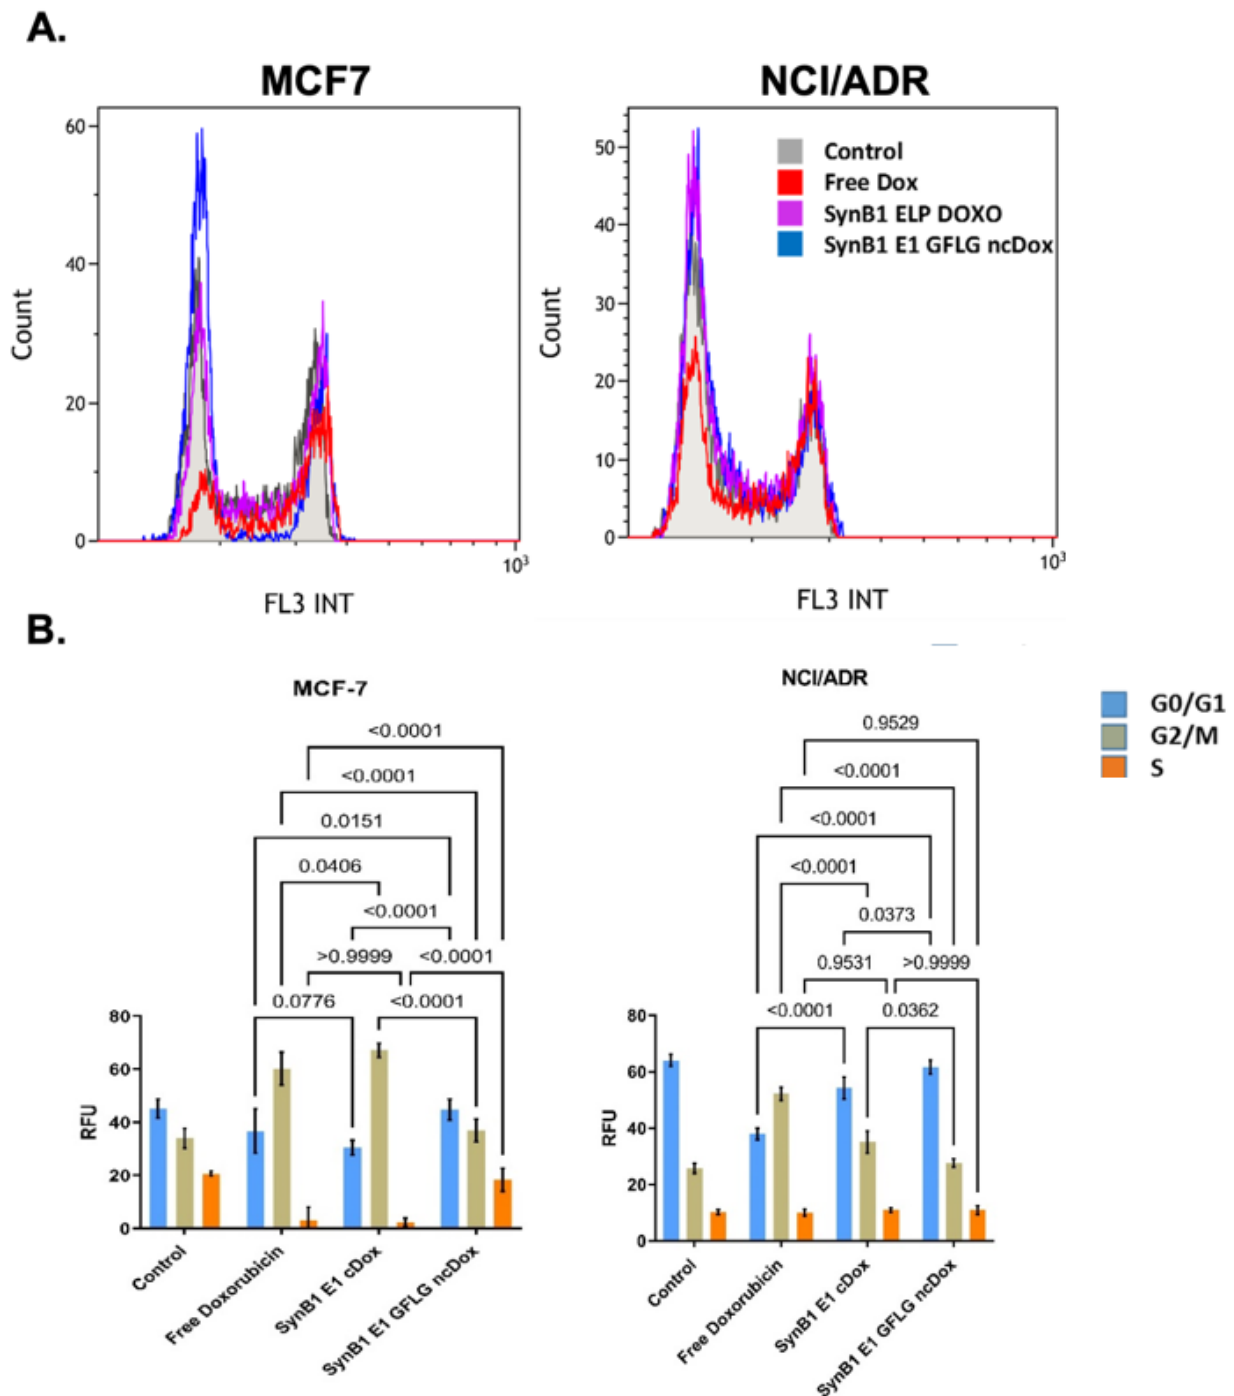 A.
MCF7
60
40
20
0
Count
10³
FL3 INT
NCI/ADR
50
40
30
20
10
0
Count
Control
Free Dox
SynB1 ELP DOXO
SynB1 E1 GFLG ncDox
10³
FL3 INT
B.
MCF-7
<0.0001
<0.0001
0.0151
0.0406
<0.0001
>0.9999
<0.0001
0.0776
<0.0001
80
60
40
20
0
RFU
Control
Free Doxorubicin
SynB1 E1 cDox
SynB1 E1 GFLG ncDox
NCI/ADR
0.9529
<0.0001
<0.0001
<0.0001
0.0373
0.9531
>0.9999
<0.0001
0.0362
80
60
40
20
0
RFU
Control
Free Doxorubicin
SynB1 E1 cDox
SynB1 E1 GFLG ncDox
G0/G1
G2/M
S